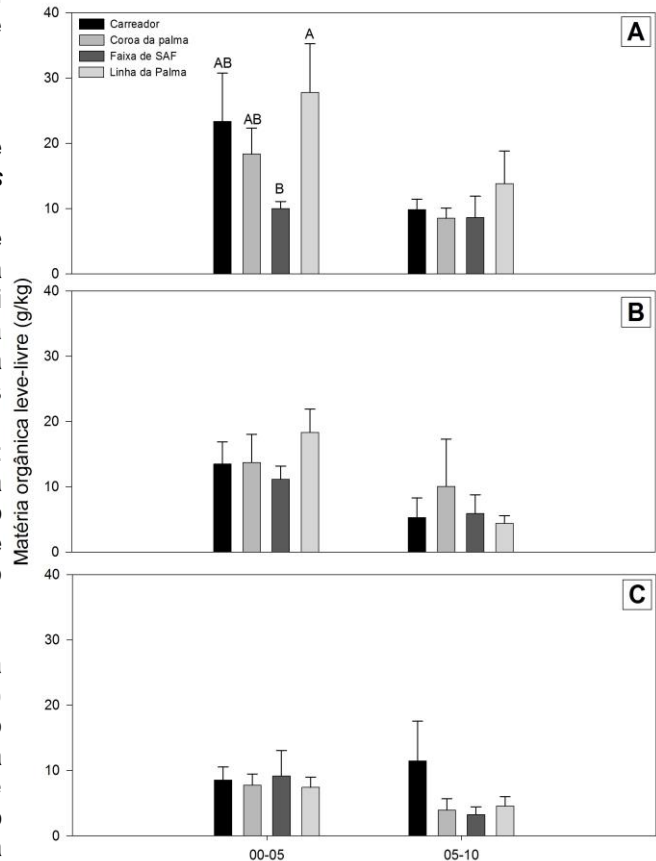 Matéria orgânica leve-livre (g/kg)
A
Carreador
Coroa da palma
Faixa de SAF
Linha da Palma
40
30
20
10
0
AB
AB
B
A
B
40
30
20
10
0
C
40
30
20
10
0
00-05
05-10